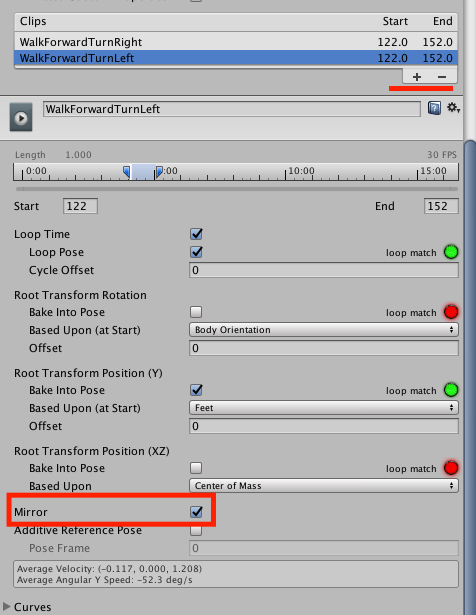 Clips Start End
WalkForwardTurnRight 122.0 152.0
WalkForwardTurnLeft 122.0 152.0
+ −
WalkForwardTurnLeft
Length 1.000 30 FPS
0:00 :00 10:00 15:00
Start 122 End 152
Loop Time
Loop Pose loop match
Cycle Offset 0
Root Transform Rotation
Bake Into Pose loop match
Based Upon (at Start) Body Orientation
Offset 0
Root Transform Position (Y)
Bake Into Pose loop match
Based Upon (at Start) Feet
Offset 0
Root Transform Position (XZ)
Bake Into Pose loop match
Based Upon Center of Mass
Mirror
Additive Reference Pose
Pose Frame 0
Average Velocity: (-0.117, 0.000, 1.208)
Average Angular Y Speed: -52.3 deg/s
Curves